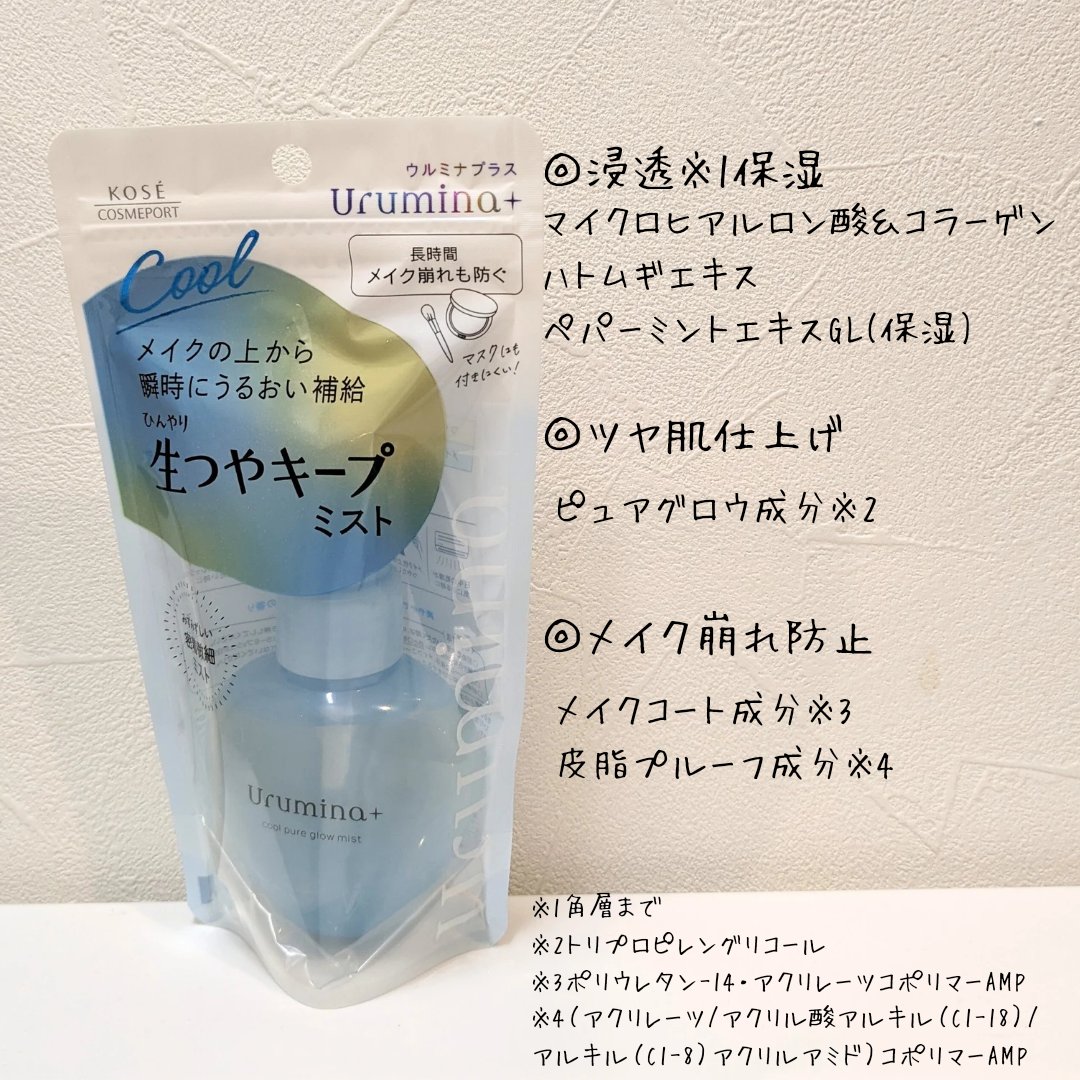 KOSÉ
COSMEPORT
ウルミナプラス
Urumina+
Cool
長時間
メイク崩れも防ぐ
マスクにも
付きにくい!
メイクの上から
瞬時にうるおい補給
ひんやり
生つやキープ
ミスト
みずみずしい
ミスト
Urumina+
cool pure glow mist
Urumina+
◎浸透※1保湿
マイクロヒアルロン酸&コラーゲン
ハトムギエキス
ペパーミントエキスGL(保湿)
◎ツヤ肌仕上げ
ピュアグロウ成分※2
◎メイク崩れ防止
メイクコート成分※3
皮脂プルーフ成分※4
※1角層まで
※2トリプロピレングリコール
※3ポリウレタン-14・アクリレーツコポリマーAMP
※4(アクリレーツ/アクリル酸アルキル(C1-18)/
アルキル(C1-8)アクリルアミド)コポリマーAMP